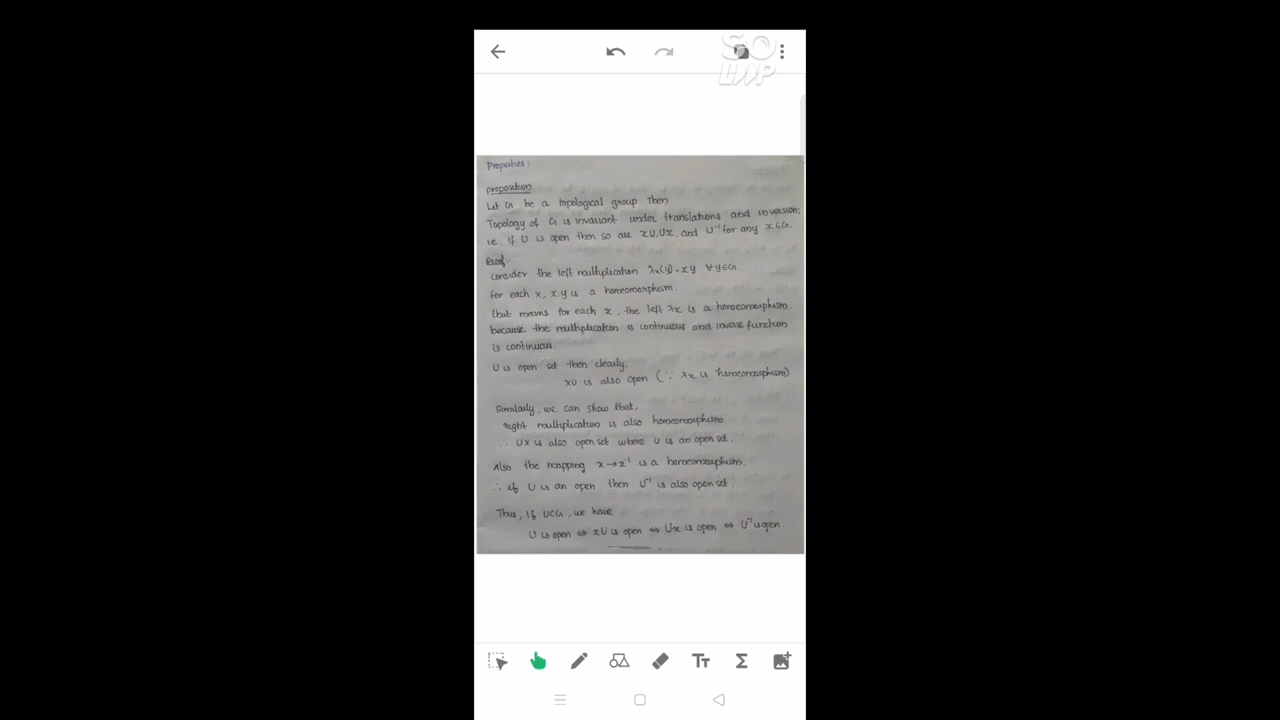 SO
LIIP
Properties:
proposition
Let G be a topological group then
Topology of G is invariant under translations and inversion;
ie. if U is open then so are xU, Ux, and U⁻¹ for any x∈G.
Proof:-
consider the left multiplication λx(y)=xy ∀y∈G.
for each x, x.y is a homeomorphism.
that means for each x, the left λx is a homeomorphism.
because the multiplication is continuous and inverse function
is continuous.
U is open set then clearly,
xU is also open (∵ λx is homeomorphism)
Similarly, we can show that,
right multiplication is also homeomorphism
∴ Ux is also open set where U is an open set.
Also the mapping x→x⁻¹ is a homeomorphism.
∴ if U is an open then U⁻¹ is also open set.
Thus, If U⊂G, we have
U is open ⇔ xU is open ⇔ Ux is open ⇔ U⁻¹ is open.
TT Σ